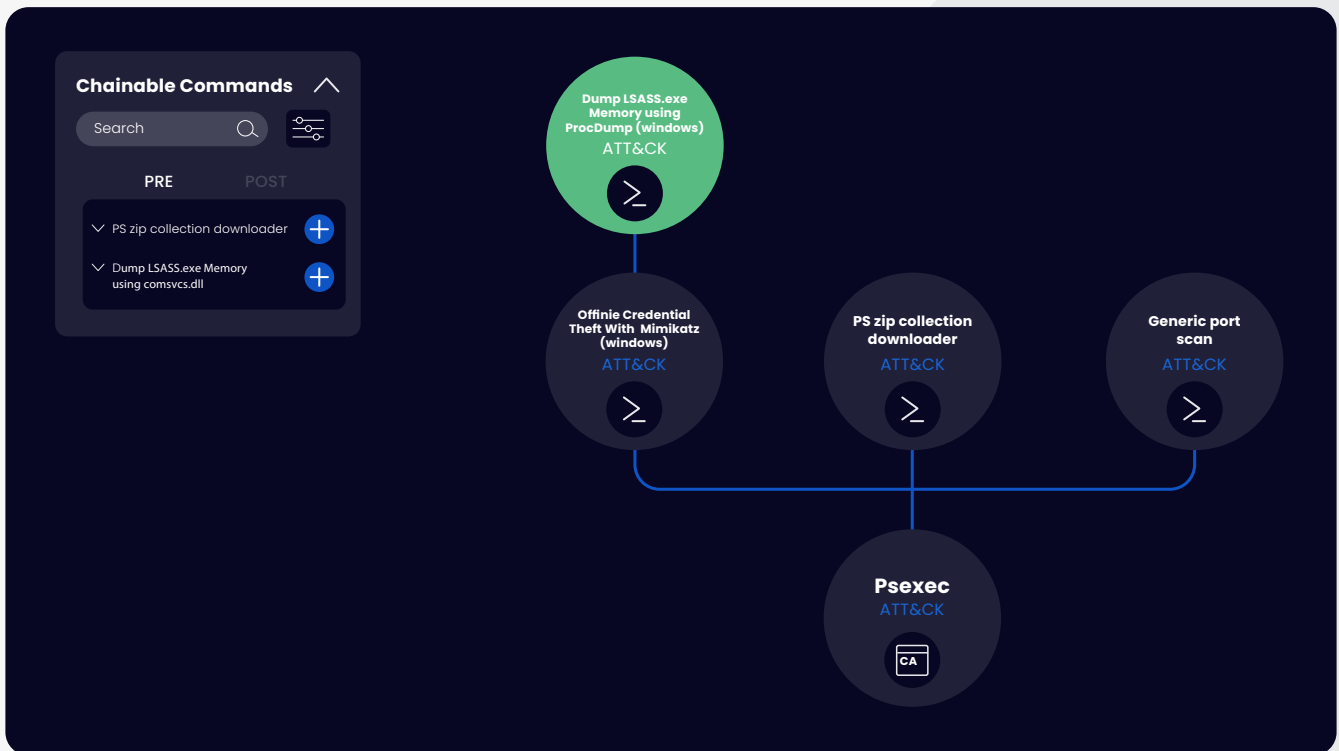 Chainable Commands
Search
PRE
POST
PS zip collection downloader
Dump LSASS.exe Memory
using comsvcs.dll
Dump LSASS.exe
Memory using
ProcDump (windows)
ATT&CK
Offinie Credential
Theft With Mimikatz
(windows)
ATT&CK
PS zip collection
downloader
ATT&CK
Generic port
scan
ATT&CK
Psexec
ATT&CK
CA